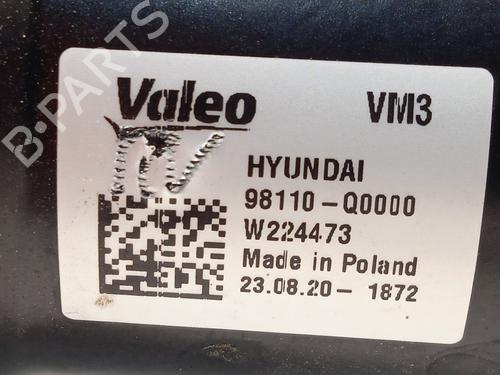 B-PARTS
Valeo VM3
HYUNDAI
98110-Q0000
W224473
Made in Poland
23.08.20- 1872